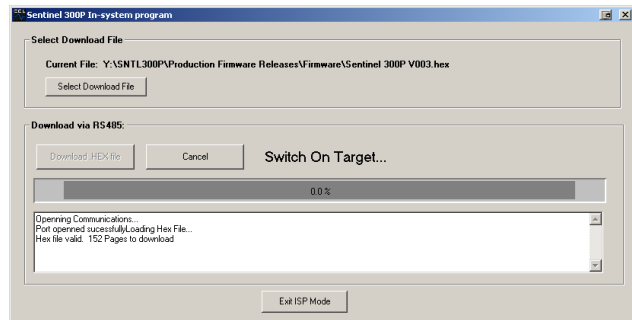 Sentinel 300P In-system program
Select Download File
Current File: Y:\SNTL300P\Production Firmware Releases\Firmware\Sentinel 300P V003.hex
Select Download File
Download via RS485:
Download .HEX file
Cancel
Switch On Target...
0.0 %
Openning Communications...
Port openned sucessfullyLoading Hex File...
Hex file valid. 152 Pages to download
Exit ISP Mode